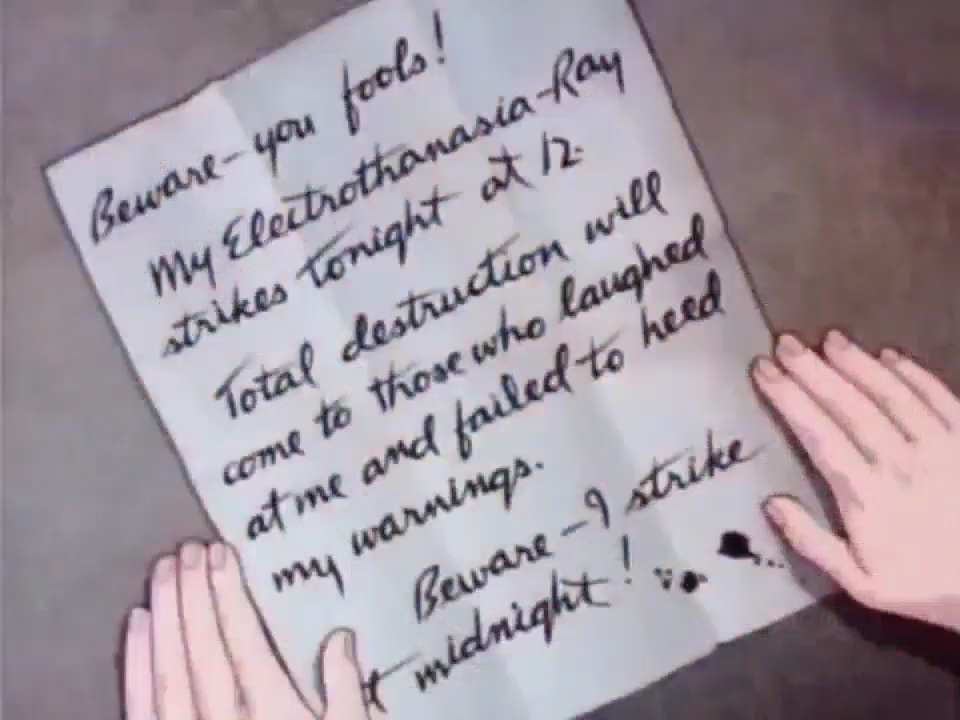 Beware-you fools!
My Electrothanasia-Ray
strikes tonight at 12.
Total destruction will
come to those who laughed
at me and failed to heed
my warnings.
Beware-I strike
t midnight!